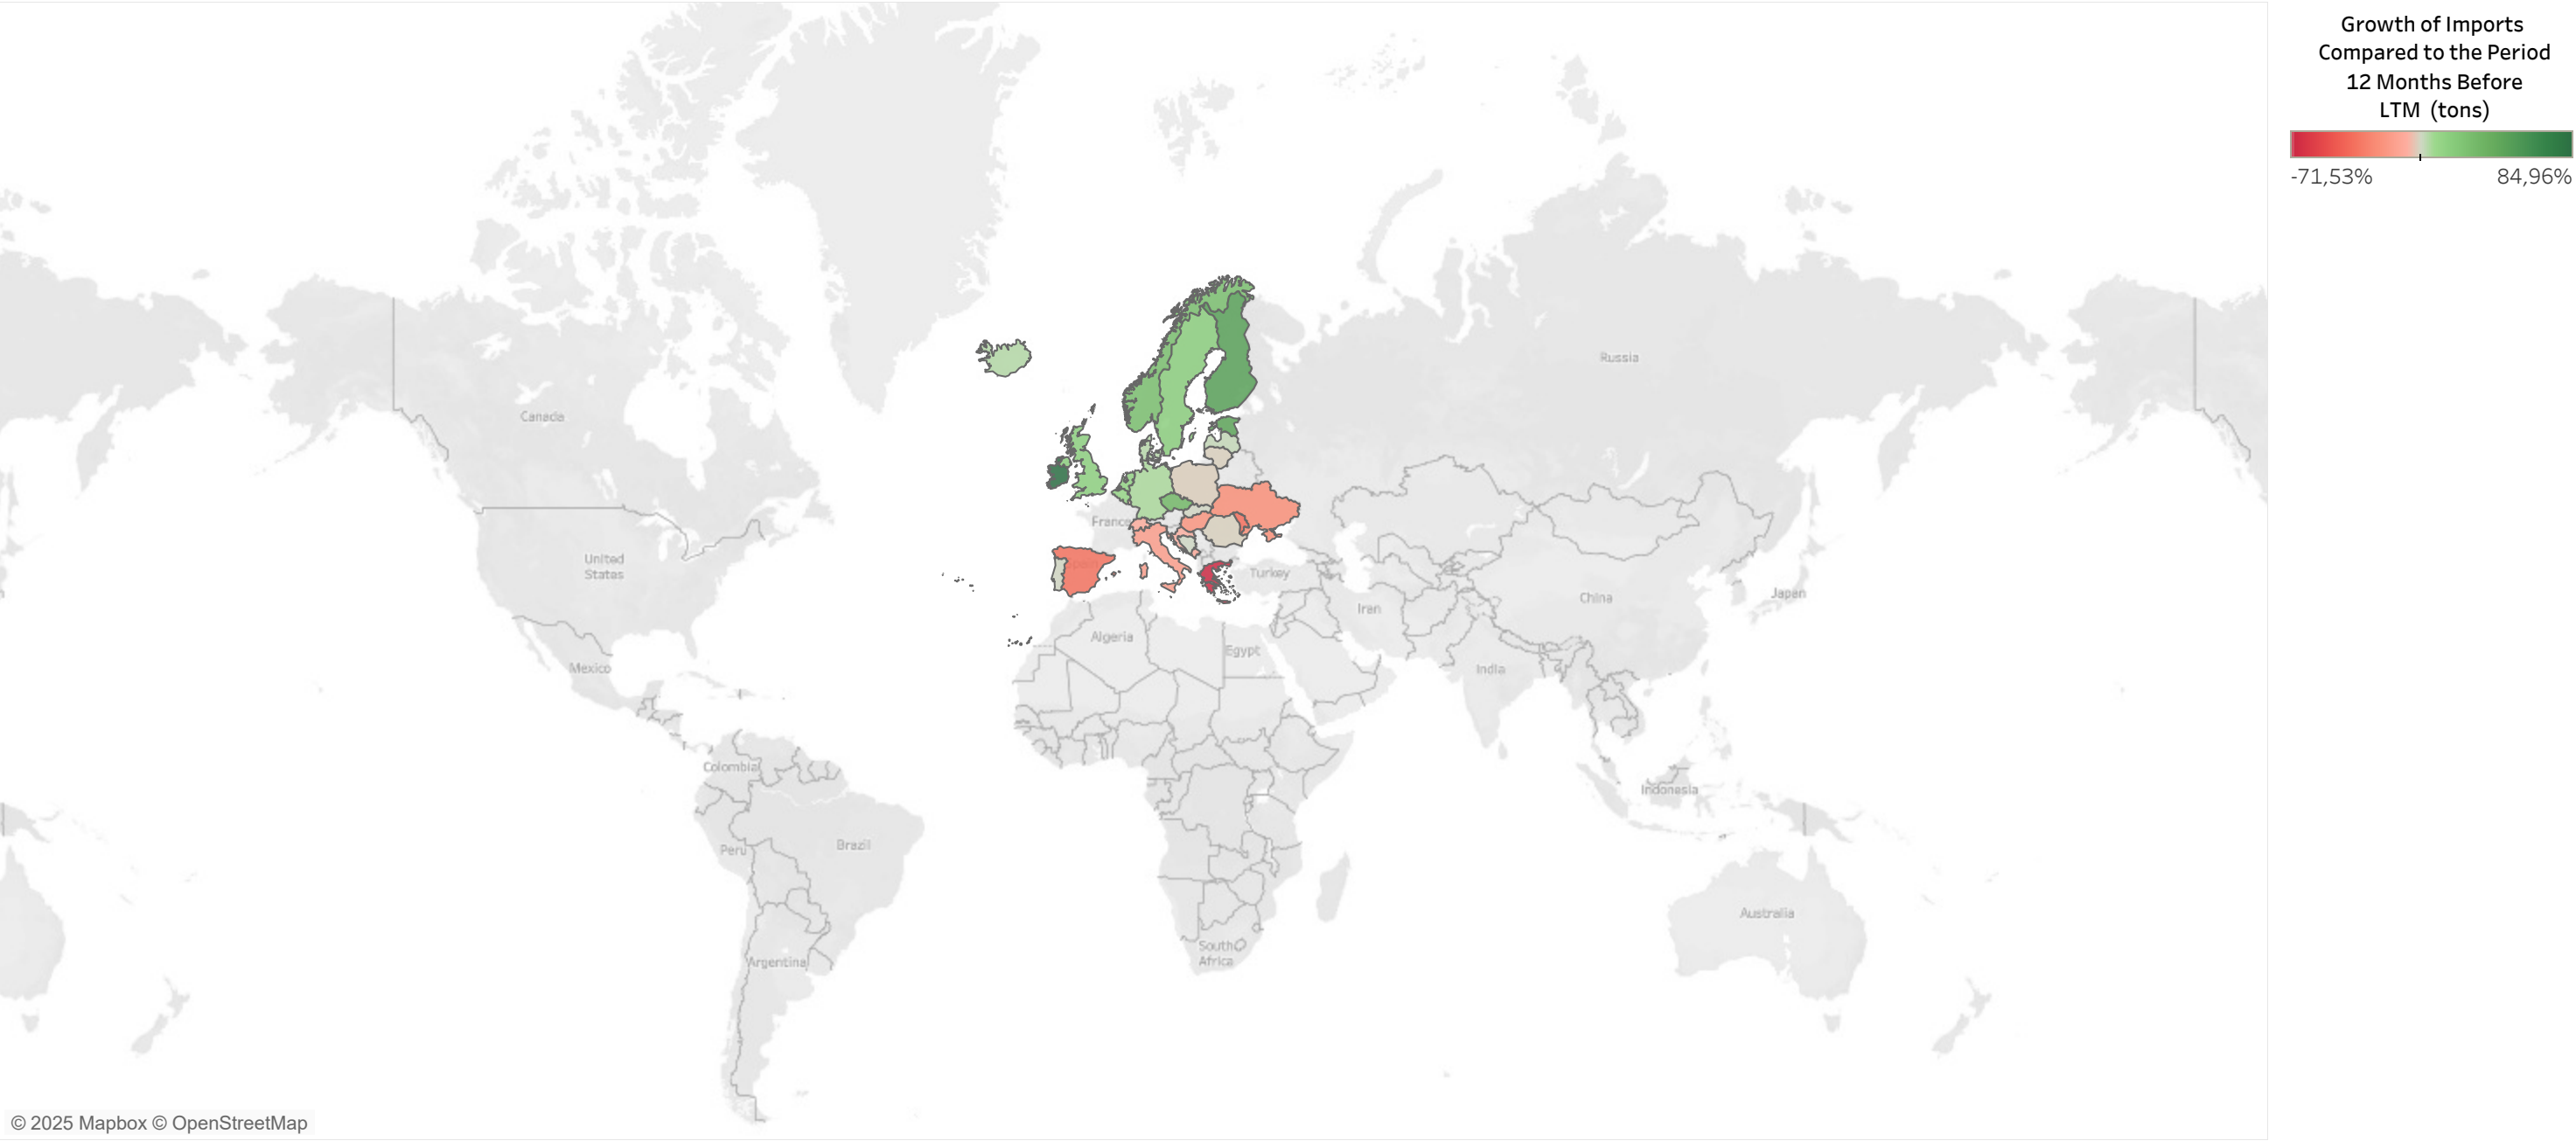 Growth of Imports
Compared to the Period
12 Months Before
LTM (tons)
-71,53% 84,96%
Russia
Canada
France
United
States
Turkey
Iran
China
Japan
Algeria
Egypt
India
Mexico
Colombia
Indonesia
Peru
Brazil
Australia
South
Africa
Argentina
© 2025 Mapbox © OpenStreetMap